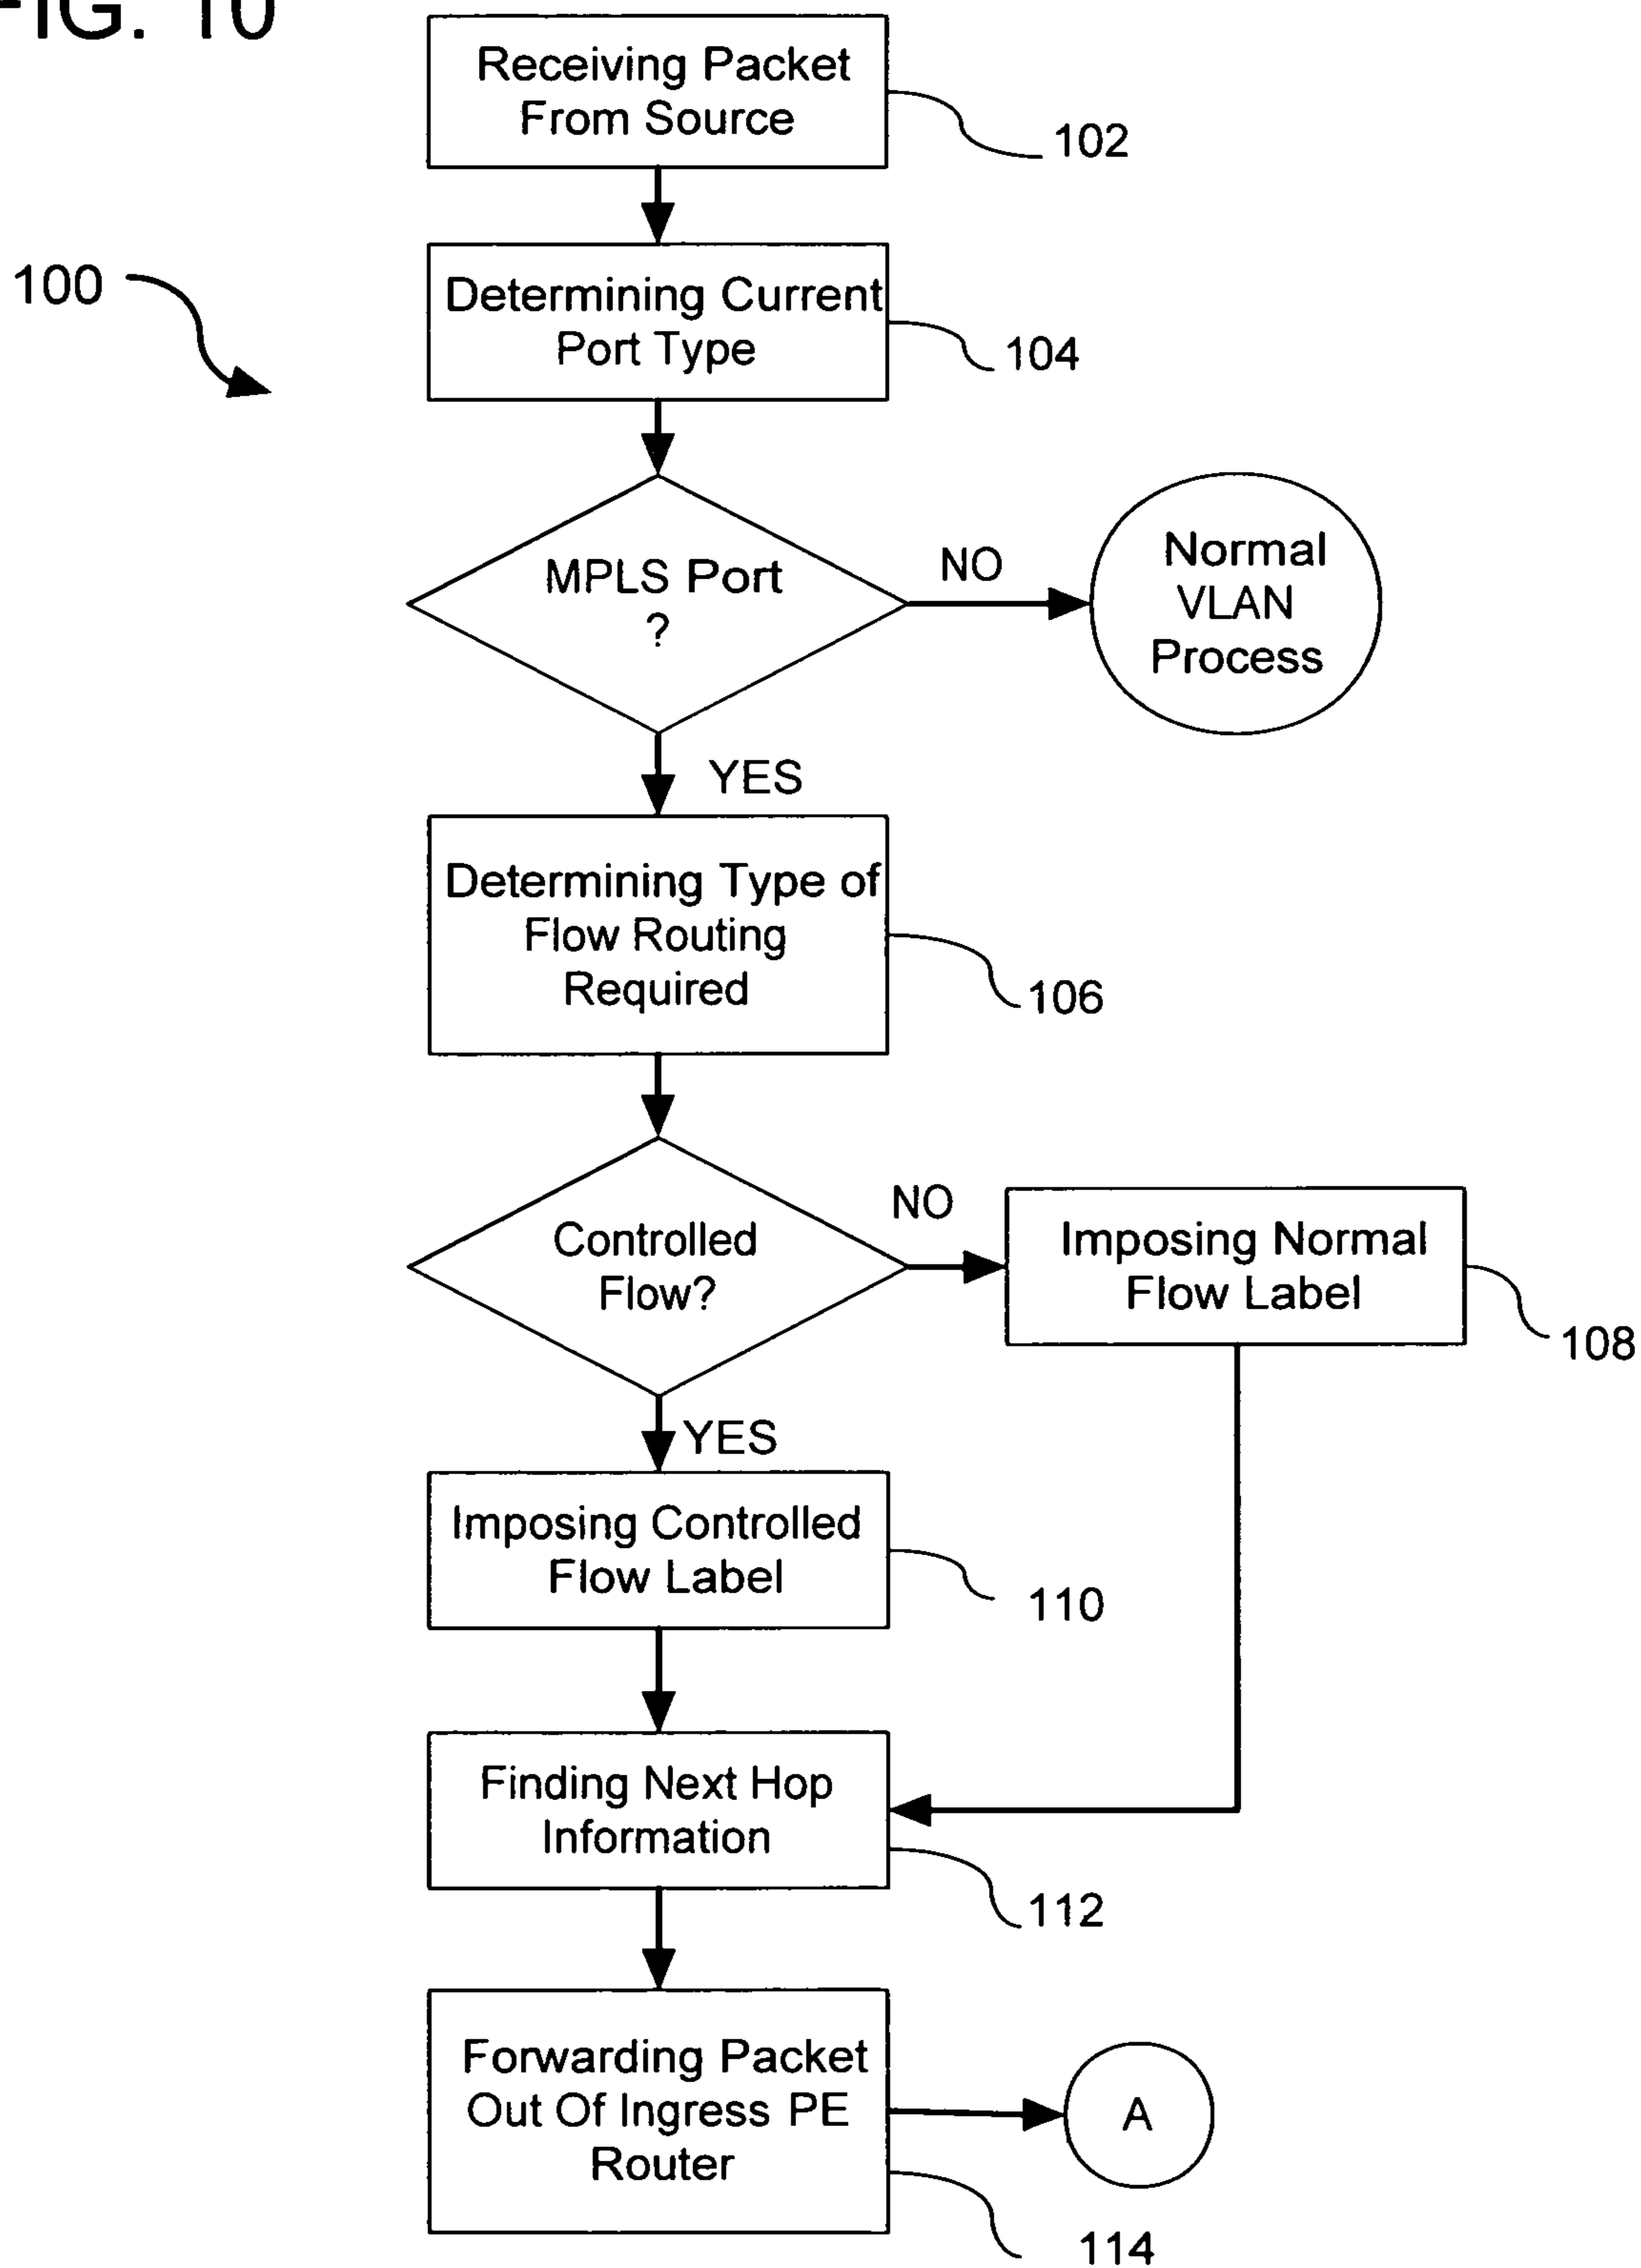 FIG. 10
Receiving Packet
From Source
102
100
Determining Current
Port Type
104
MPLS Port
?
NO
Normal
VLAN
Process
YES
Determining Type of
Flow Routing
Required
106
Controlled
Flow?
NO
Imposing Normal
Flow Label
108
YES
Imposing Controlled
Flow Label
110
Finding Next Hop
Information
112
Forwarding Packet
Out Of Ingress PE
Router
A
114